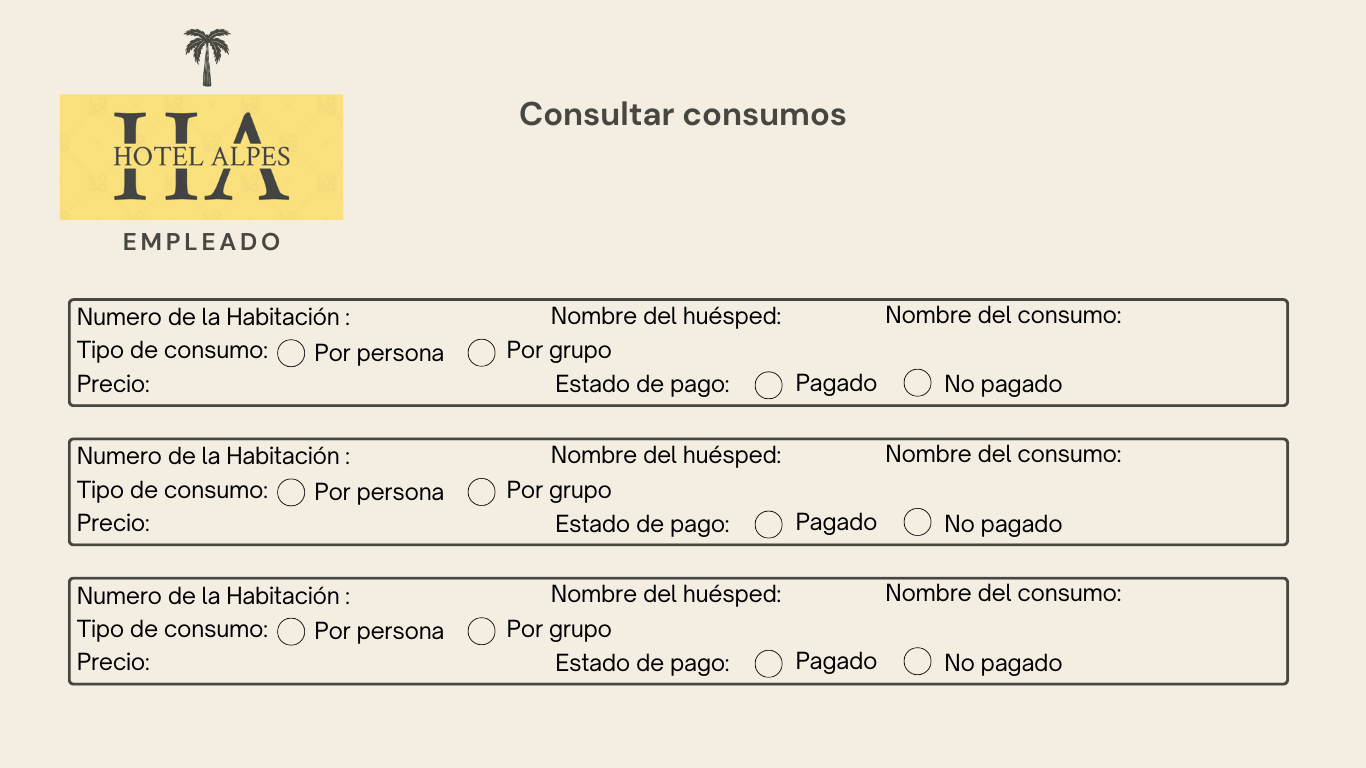 HA
HOTEL ALPES
EMPLEADO
Consultar consumos
Numero de la Habitación : Nombre del huésped: Nombre del consumo:
Tipo de consumo: Por persona Por grupo
Precio: Estado de pago: Pagado No pagado
Numero de la Habitación : Nombre del huésped: Nombre del consumo:
Tipo de consumo: Por persona Por grupo
Precio: Estado de pago: Pagado No pagado
Numero de la Habitación : Nombre del huésped: Nombre del consumo:
Tipo de consumo: Por persona Por grupo
Precio: Estado de pago: Pagado No pagado